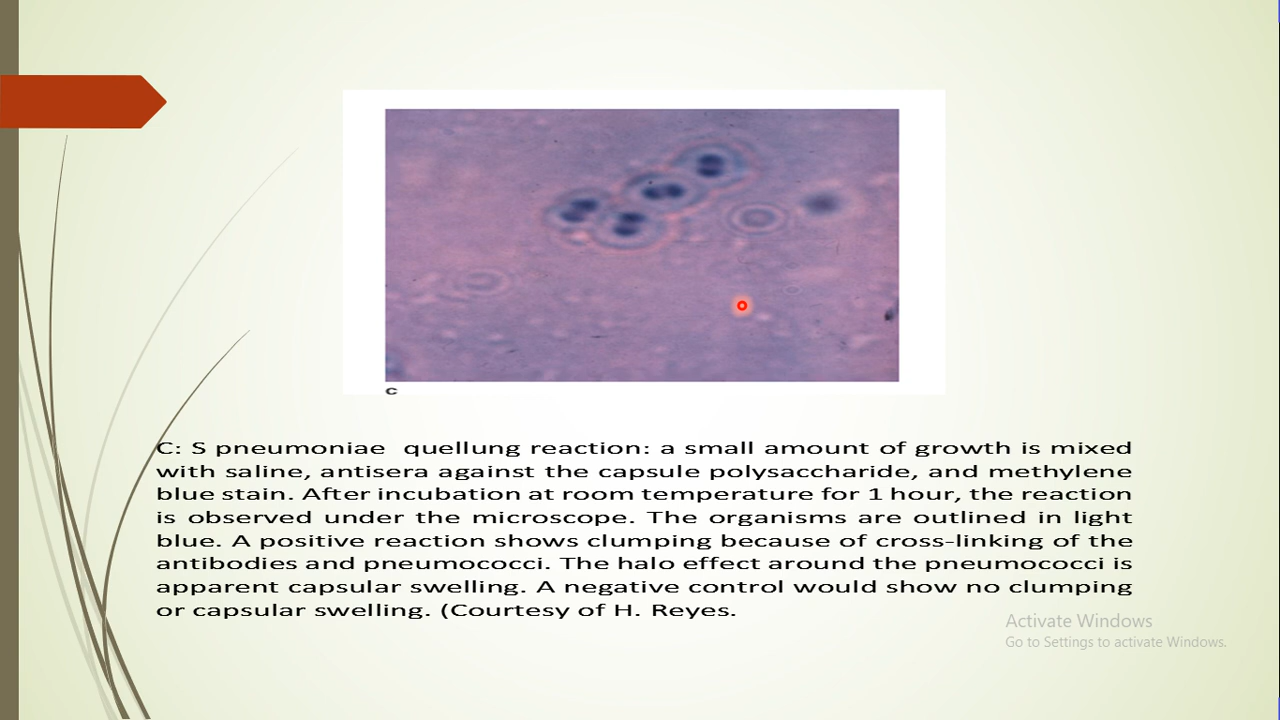 c
C: S pneumoniae quellung reaction: a small amount of growth is mixed
with saline, antisera against the capsule polysaccharide, and methylene
blue stain. After incubation at room temperature for 1 hour, the reaction
is observed under the microscope. The organisms are outlined in light
blue. A positive reaction shows clumping because of cross-linking of the
antibodies and pneumococci. The halo effect around the pneumococci is
apparent capsular swelling. A negative control would show no clumping
or capsular swelling. (Courtesy of H. Reyes.
Activate Windows
Go to Settings to activate Windows.